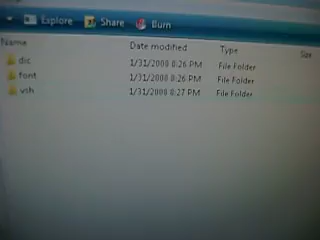 Explore Share Burn
Name Date modified Type Size
dic 1/31/2008 8:26 PM File Folder
font 1/31/2008 8:26 PM File Folder
vsh 1/31/2008 8:27 PM File Folder